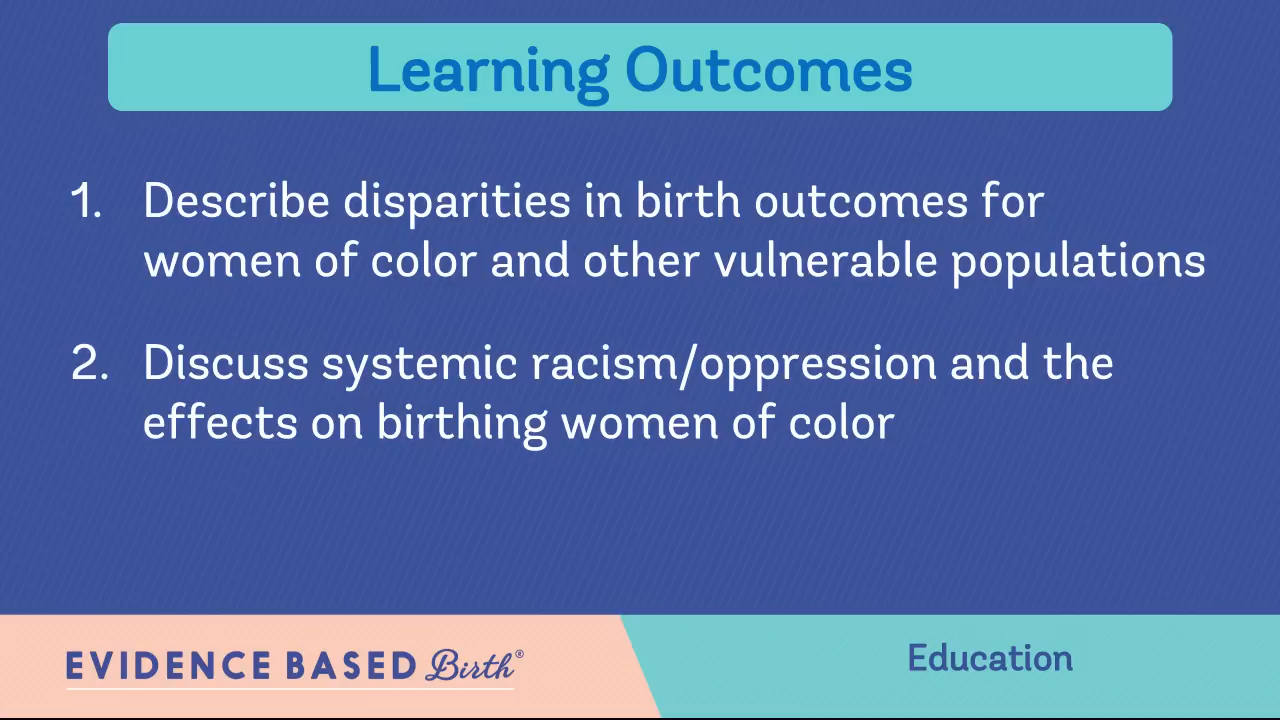 Learning Outcomes
1. Describe disparities in birth outcomes for
women of color and other vulnerable populations
2. Discuss systemic racism/oppression and the
effects on birthing women of color
EVIDENCE BASED Birth®
Education